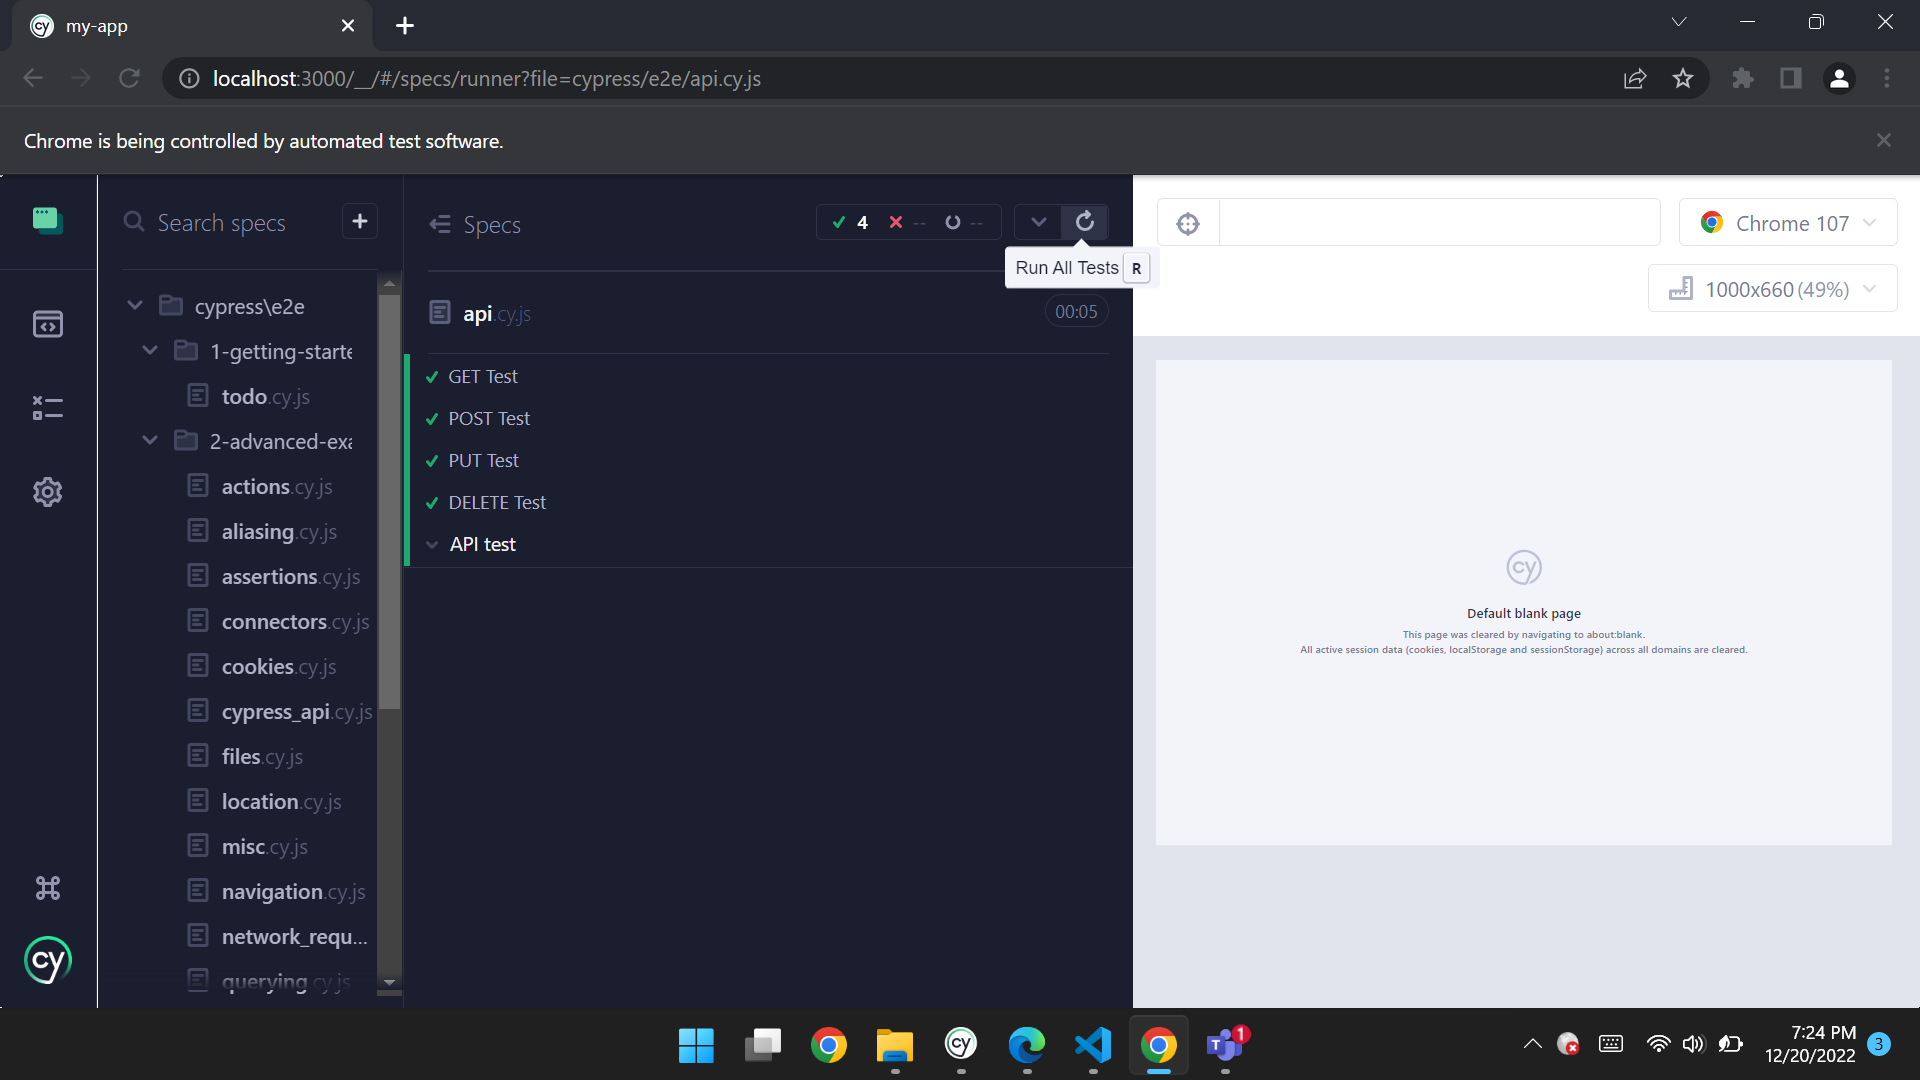 cy my-app
localhost:3000/__/#/specs/runner?file=cypress/e2e/api.cy.js
Chrome is being controlled by automated test software.
Search specs
cypress\e2e
1-getting-starte
todo.cy.js
2-advanced-exa
actions.cy.js
aliasing.cy.js
assertions.cy.js
connectors.cy.js
cookies.cy.js
cypress_api.cy.js
files.cy.js
location.cy.js
misc.cy.js
navigation.cy.js
network_requ...
querying.cy.js
cy
Specs
4 -- --
Run All Tests R
api.cy.js 00:05
GET Test
POST Test
PUT Test
DELETE Test
API test
Chrome 107
1000x660 (49%)
cy
Default blank page
This page was cleared by navigating to about:blank.
All active session data (cookies, localStorage and sessionStorage) across all domains are cleared.
cy
T
1
7:24 PM
12/20/2022
3